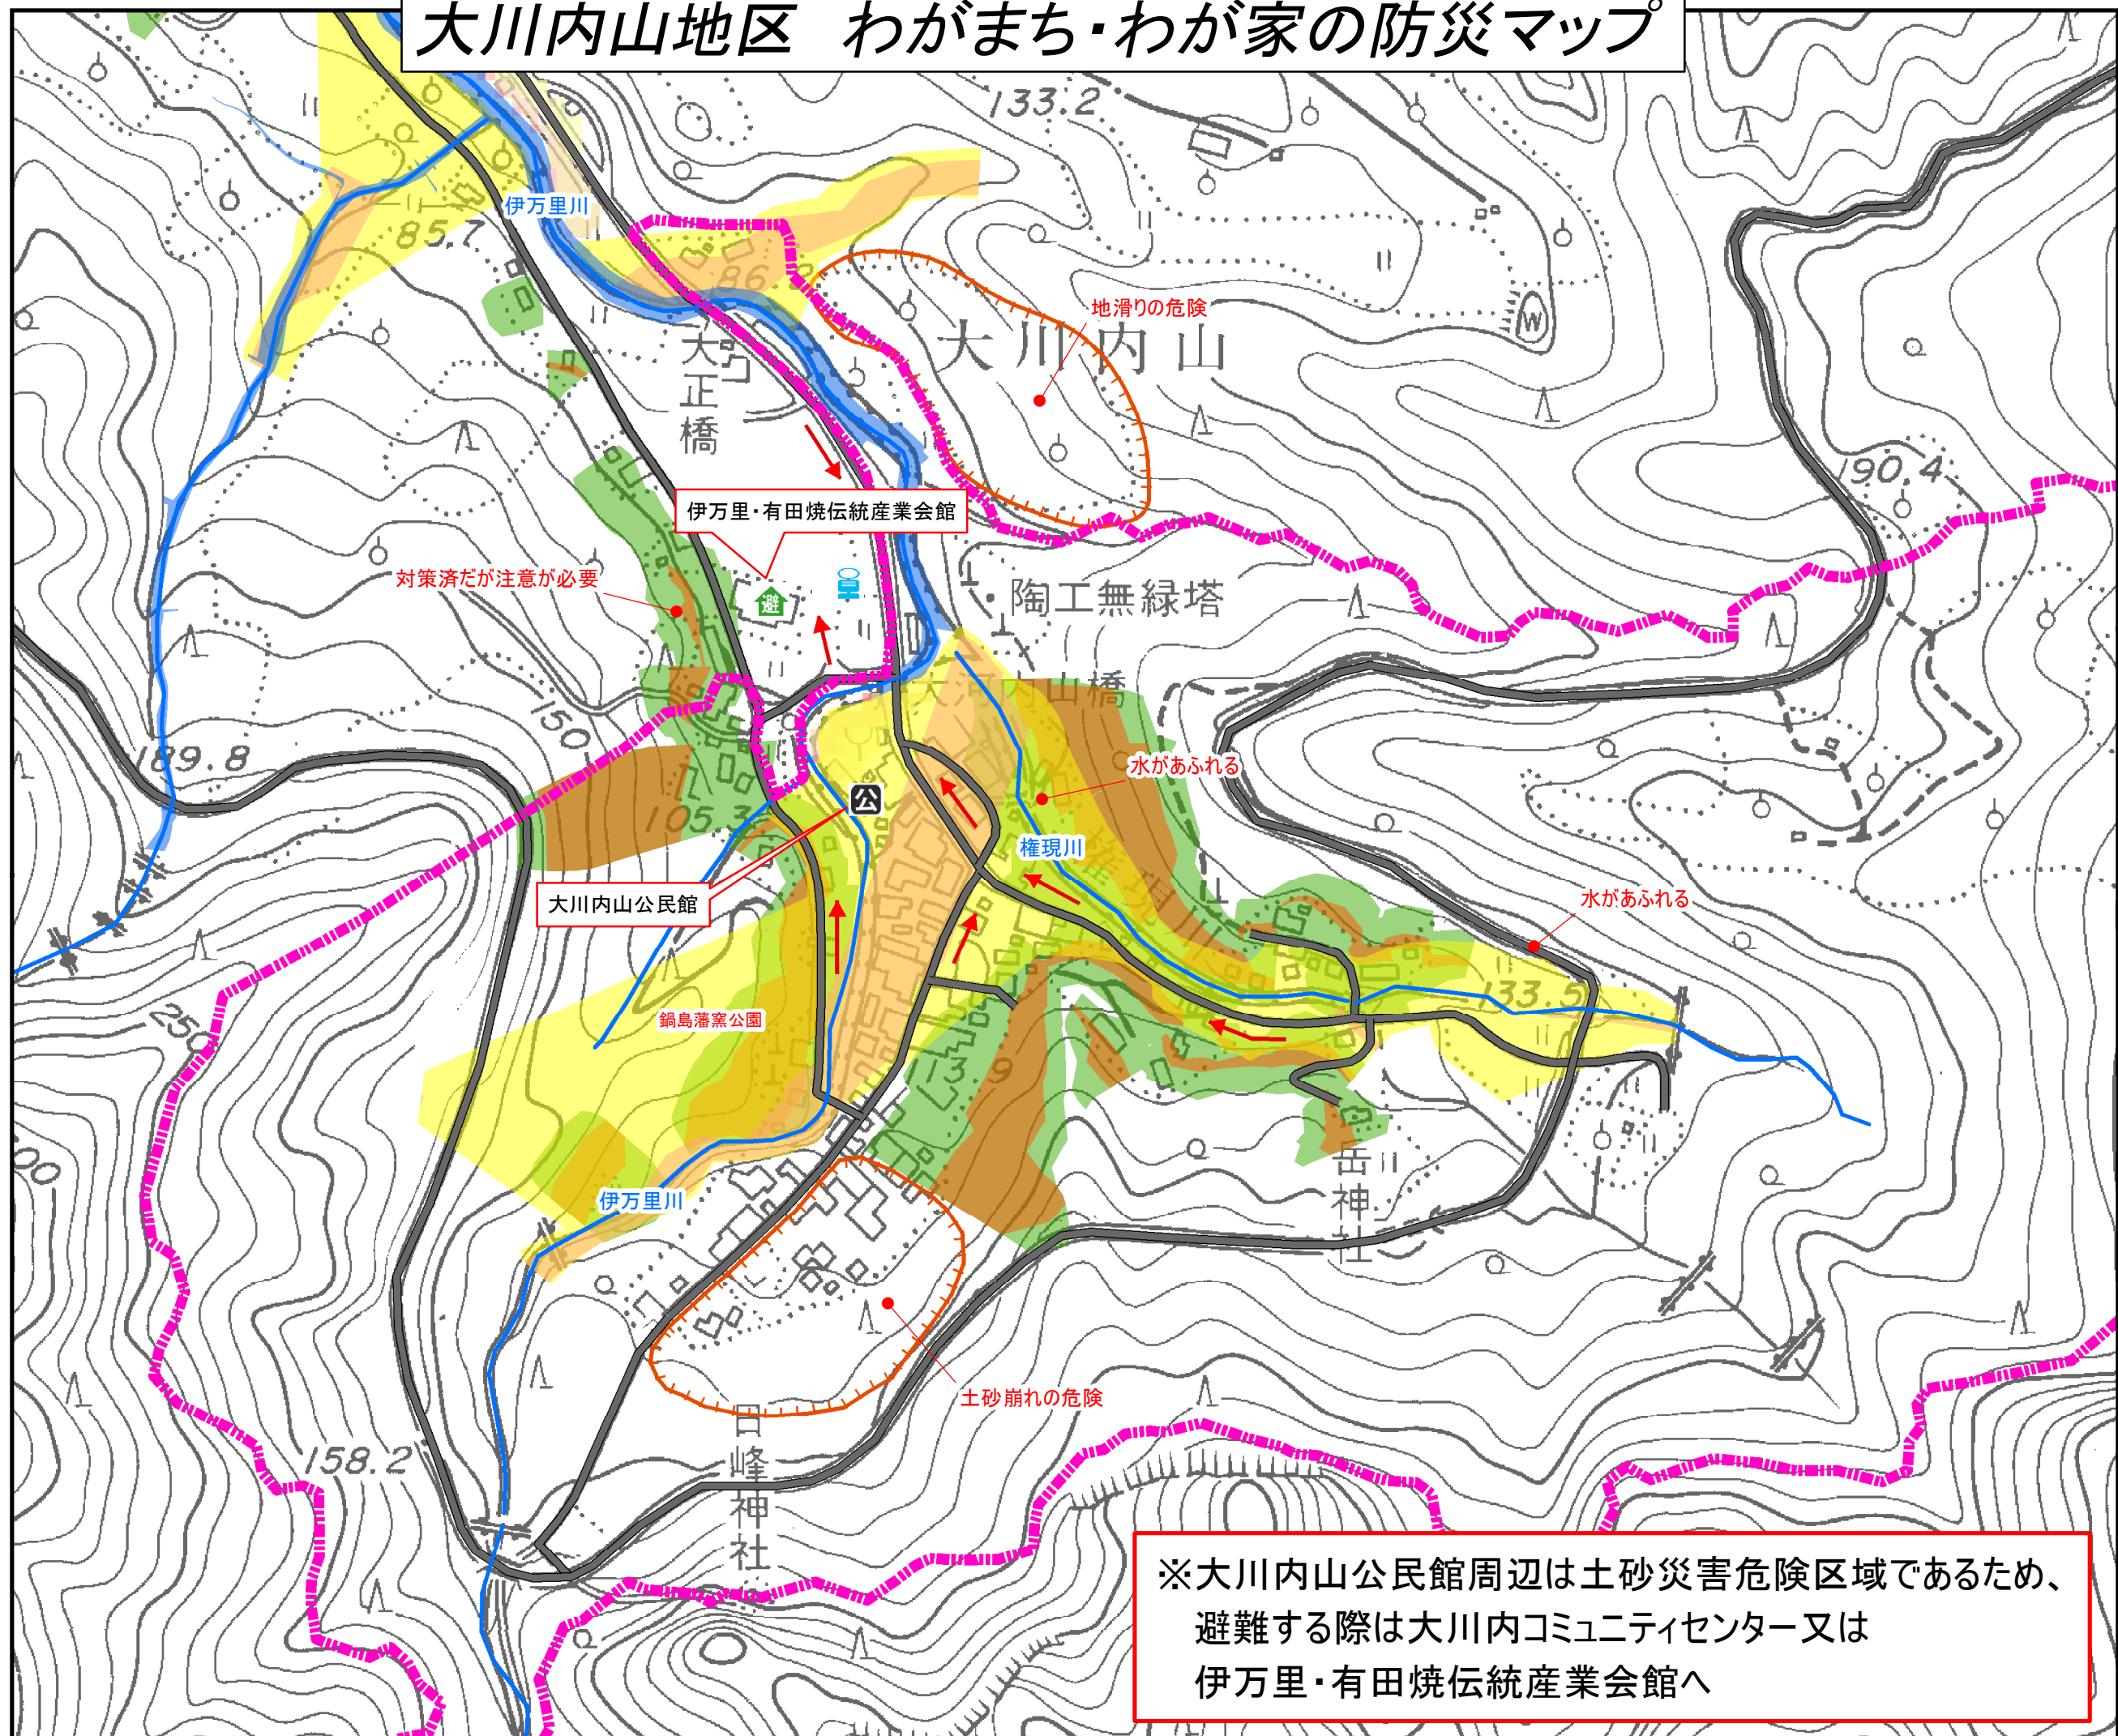 大川内山地区 わがまち・わが家の防災マップ
133.2
伊万里川
85.7
86.2
地滑りの危険
大川内山
W
大正橋
190.4
伊万里・有田焼伝統産業会館
対策済だが注意が必要
避
陶工無緑塔
大河内山橋
150
189.8
水があふれる
公
105.3
権現川
権現川
大川内山公民館
水があふれる
133.5
鍋島藩窯公園
250
13.9
00
伊万里川
岳神社
土砂崩れの危険
日峰神社
158.2
※大川内山公民館周辺は土砂災害危険区域であるため、
避難する際は大川内コミュニティセンター又は
伊万里・有田焼伝統産業会館へ